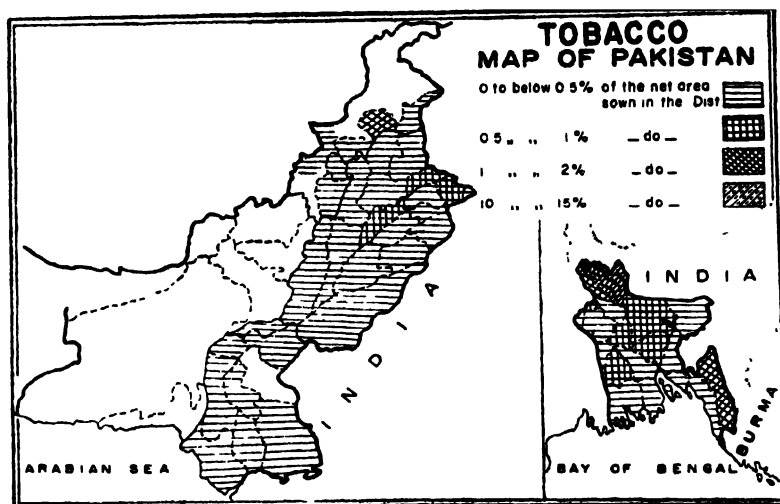 TOBACCO
MAP OF PAKISTAN
0 to below 0 5% of the net area
sown in the Dist
0 5 „ „ 1% — do —
1 „ „ 2% — do —
10 „ „ 15% — do —
INDIA
INDIA
BURMA
ARABIAN SEA
BAY OF BENGAL